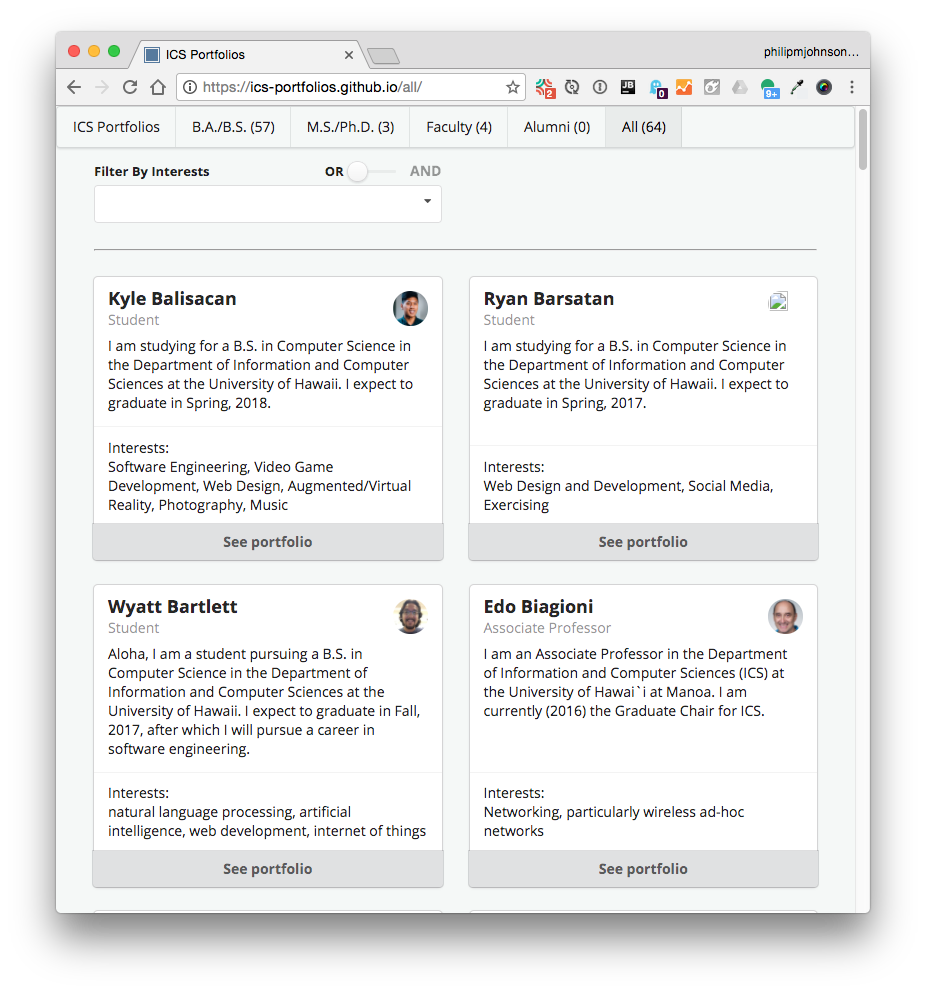 ICS Portfolios
philipmjohnson...
https://ics-portfolios.github.io/all/
2
JB
0
9+
ICS Portfolios B.A./B.S. (57) M.S./Ph.D. (3) Faculty (4) Alumni (0) All (64)
Filter By Interests OR AND
Kyle Balisacan
Student
I am studying for a B.S. in Computer Science in
the Department of Information and Computer
Sciences at the University of Hawaii. I expect to
graduate in Spring, 2018.
Interests:
Software Engineering, Video Game
Development, Web Design, Augmented/Virtual
Reality, Photography, Music
See portfolio
Ryan Barsatan
Student
I am studying for a B.S. in Computer Science in
the Department of Information and Computer
Sciences at the University of Hawaii. I expect to
graduate in Spring, 2017.
Interests:
Web Design and Development, Social Media,
Exercising
See portfolio
Wyatt Bartlett
Student
Aloha, I am a student pursuing a B.S. in
Computer Science in the Department of
Information and Computer Sciences at the
University of Hawaii. I expect to graduate in Fall,
2017, after which I will pursue a career in
software engineering.
Interests:
natural language processing, artificial
intelligence, web development, internet of things
See portfolio
Edo Biagioni
Associate Professor
I am an Associate Professor in the Department
of Information and Computer Sciences (ICS) at
the University of Hawai`i at Manoa. I am
currently (2016) the Graduate Chair for ICS.
Interests:
Networking, particularly wireless ad-hoc
networks
See portfolio